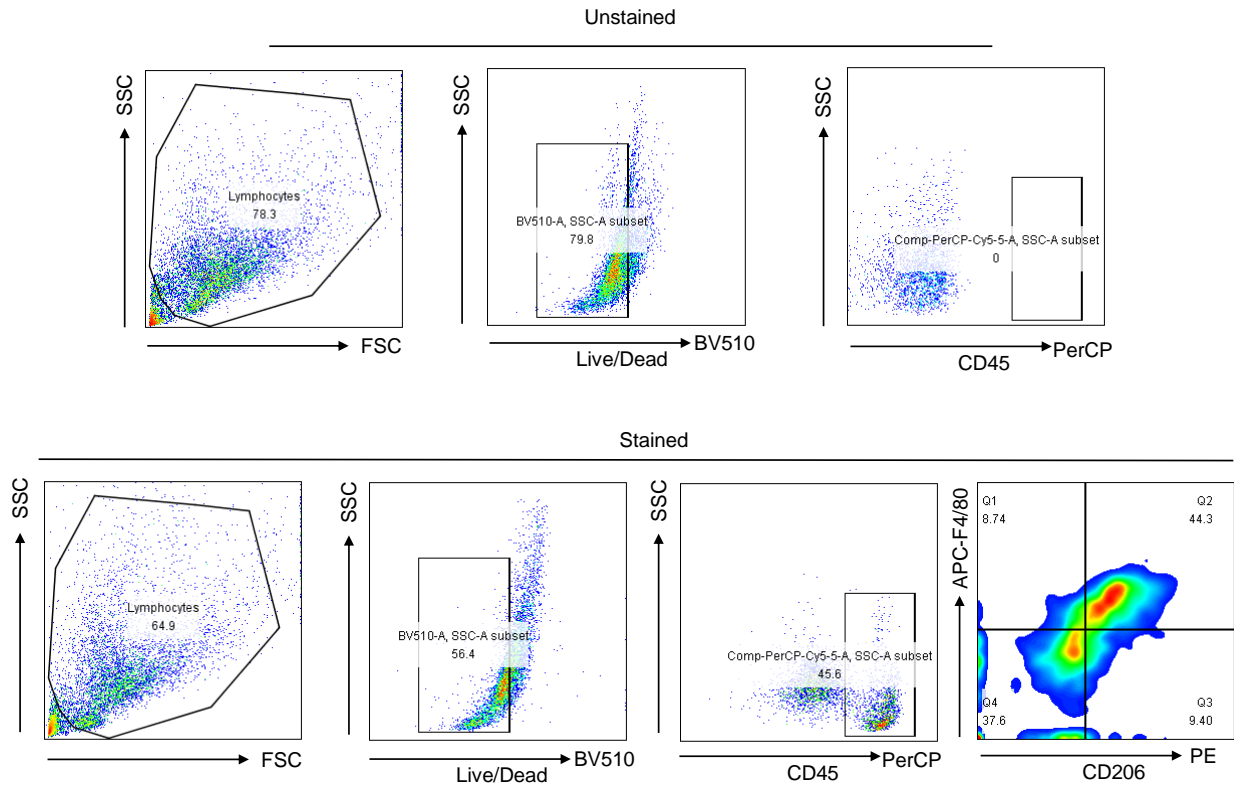 Unstained
SSC
Lymphocytes
78.3
FSC
SSC
BV510-A, SSC-A subset
79.8
BV510
Live/Dead
SSC
Comp-PerCP-Cy5-5-A, SSC-A subset
0
PerCP
CD45
Stained
SSC
Lymphocytes
64.9
FSC
SSC
BV510-A, SSC-A subset
56.4
BV510
Live/Dead
SSC
Comp-PerCP-Cy5-5-A, SSC-A subset
45.6
PerCP
CD45
APC-F4/80
Q1
8.74
Q2
44.3
Q4
37.6
Q3
9.40
PE
CD206